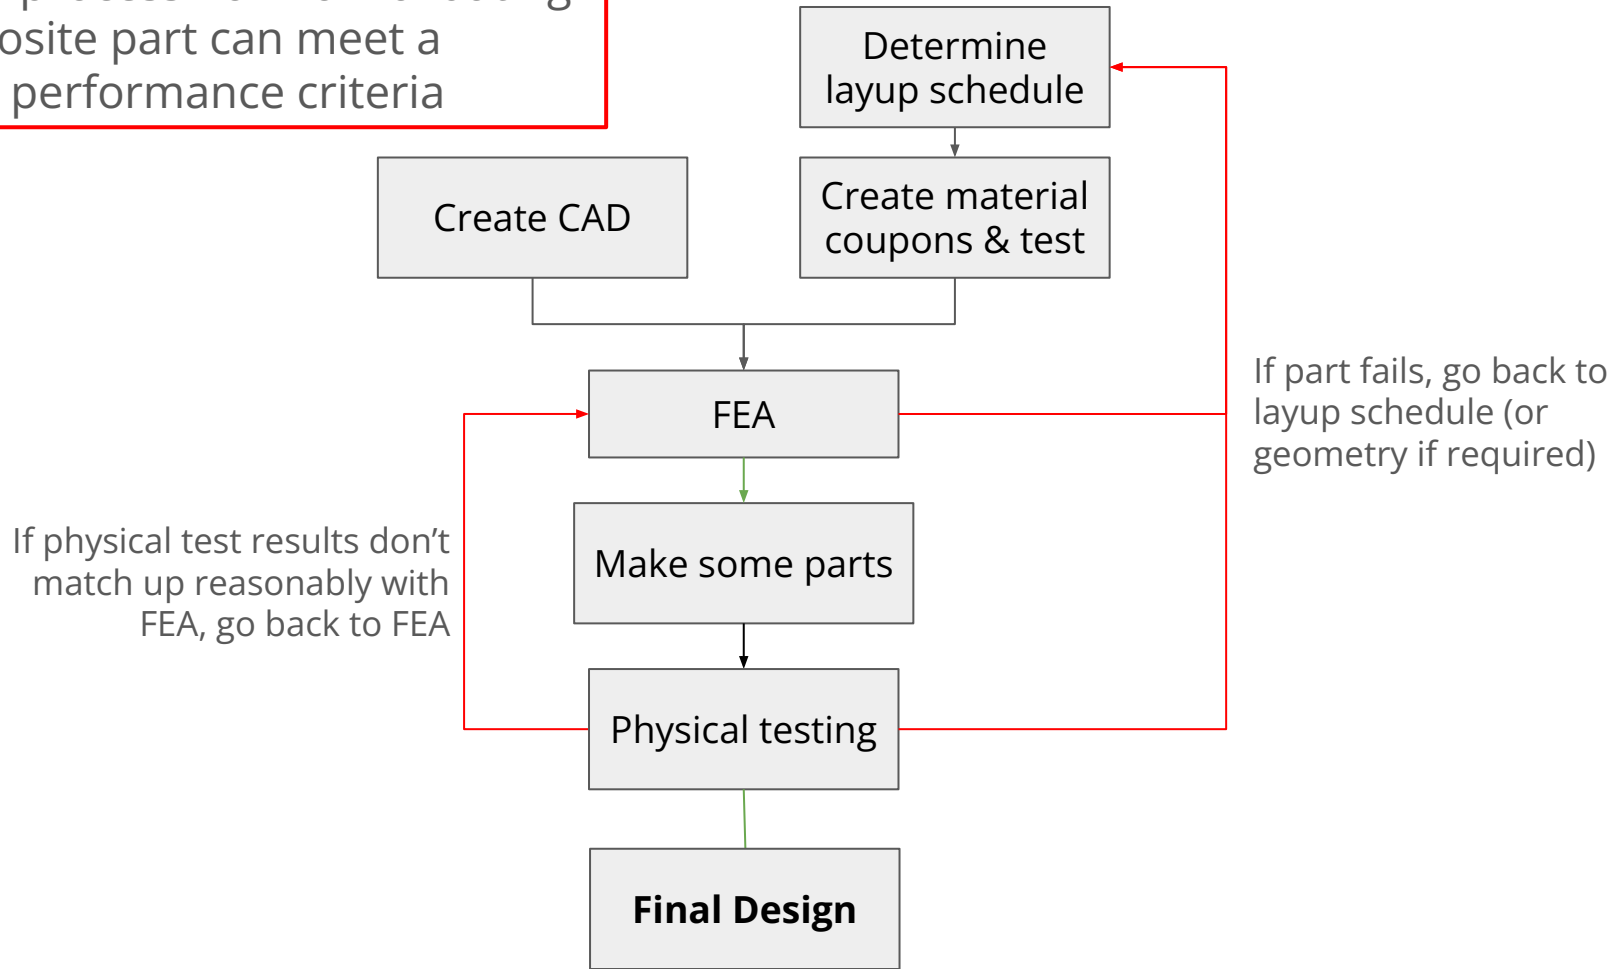 osite part can meet a
performance criteria
Determine
layup schedule
Create CAD
Create material
coupons & test
FEA
If part fails, go back to
layup schedule (or
geometry if required)
Make some parts
If physical test results don’t
match up reasonably with
FEA, go back to FEA
Physical testing
Final Design